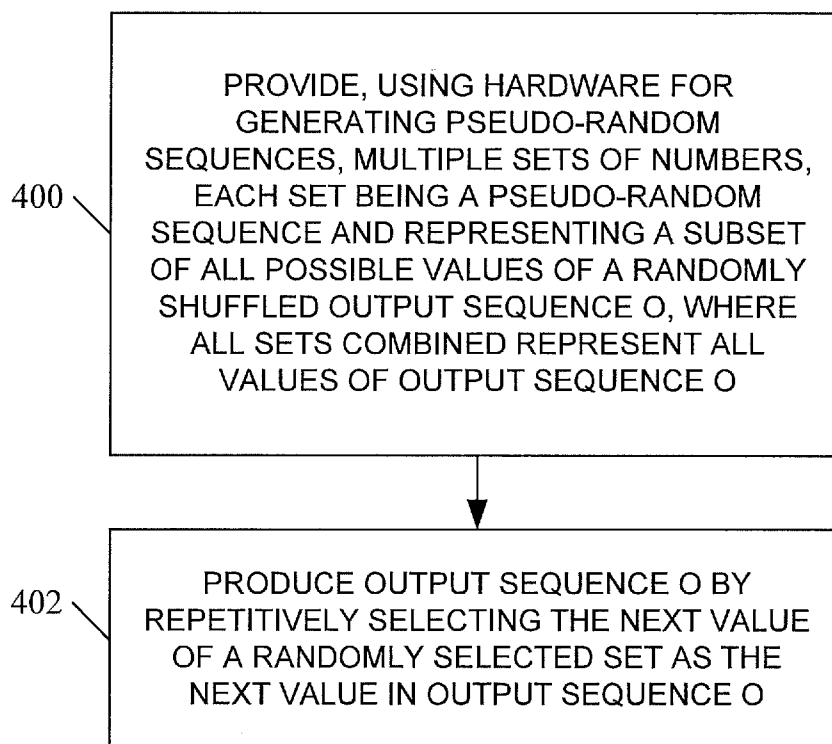 PROVIDE, USING HARDWARE FOR
GENERATING PSEUDO-RANDOM
SEQUENCES, MULTIPLE SETS OF NUMBERS,
EACH SET BEING A PSEUDO-RANDOM
SEQUENCE AND REPRESENTING A SUBSET
OF ALL POSSIBLE VALUES OF A RANDOMLY
SHUFFLED OUTPUT SEQUENCE O, WHERE
ALL SETS COMBINED REPRESENT ALL
VALUES OF OUTPUT SEQUENCE O
400
PRODUCE OUTPUT SEQUENCE O BY
REPETITIVELY SELECTING THE NEXT VALUE
OF A RANDOMLY SELECTED SET AS THE
NEXT VALUE IN OUTPUT SEQUENCE O
402